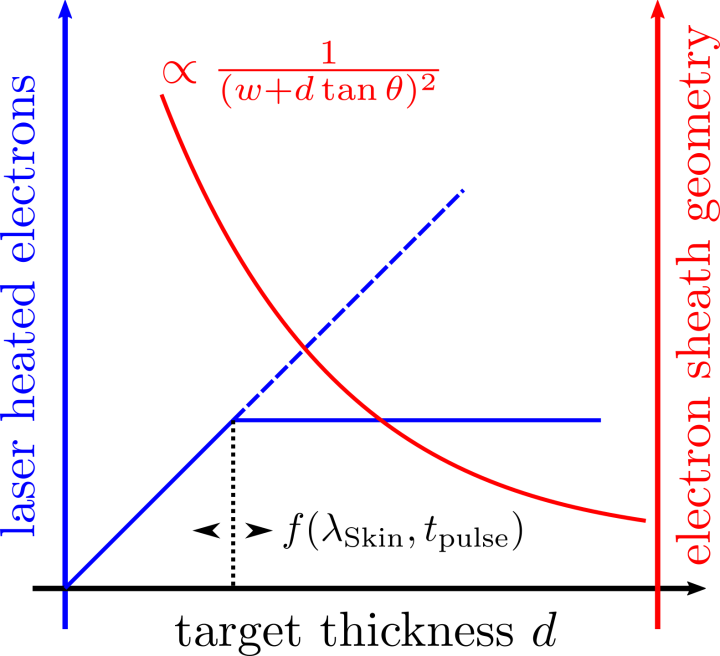 ∝ 1/(w+d tan θ)²
laser heated electrons
electron sheath geometry
f(λSkin, tpulse)
target thickness d